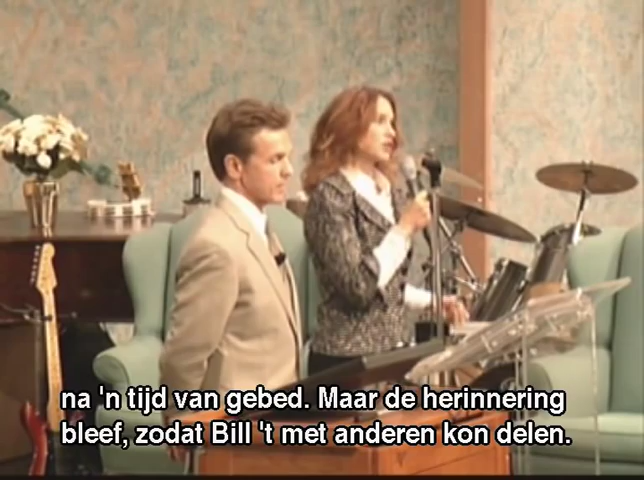 na 'n tijd van gebed. Maar de herinnering
bleef, zodat Bill 't met anderen kon delen.